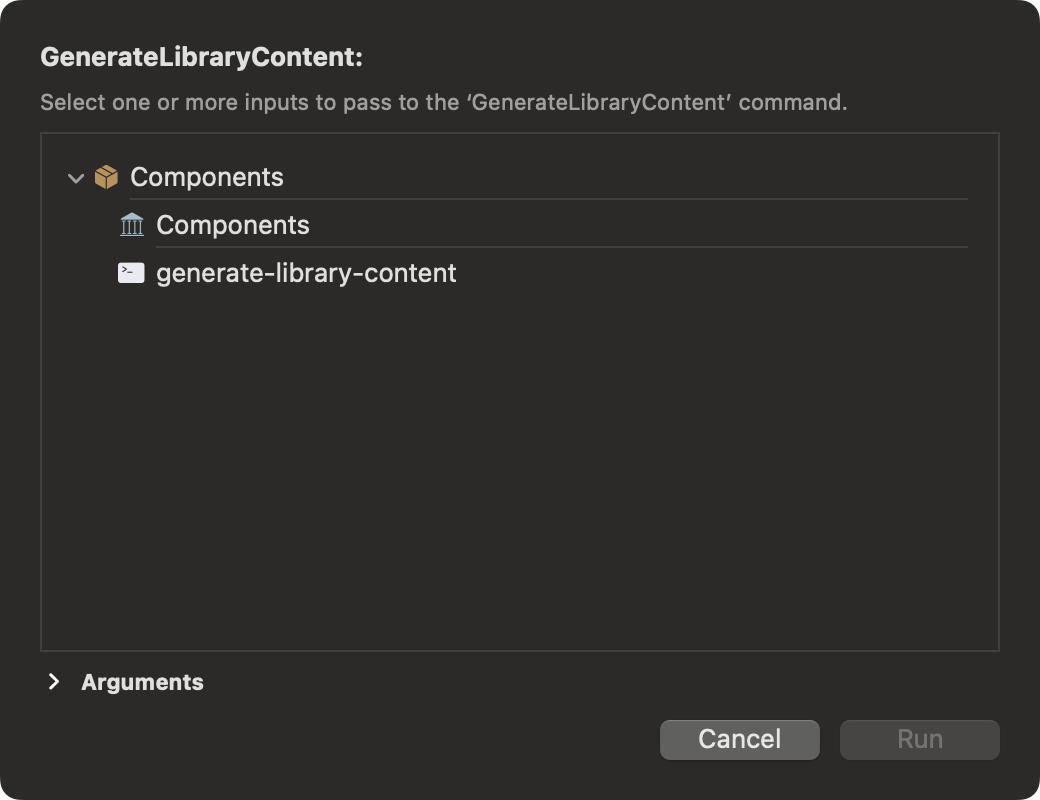 GenerateLibraryContent:
Select one or more inputs to pass to the ‘GenerateLibraryContent’ command.
Components
Components
generate-library-content
Arguments
Cancel
Run